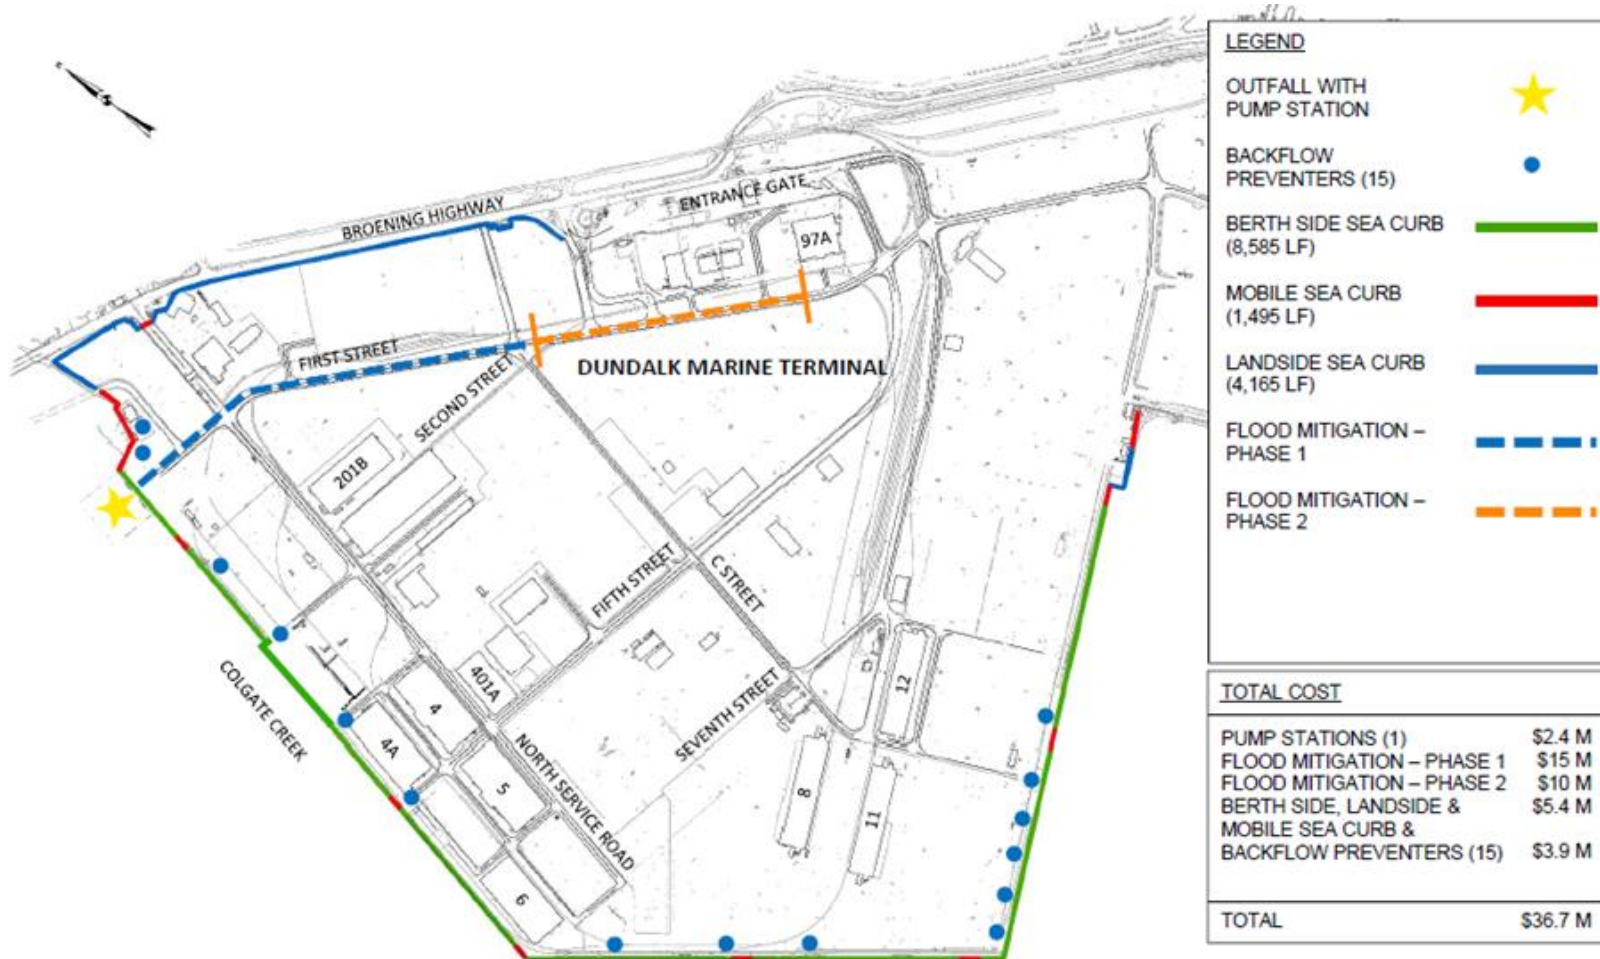 BROENING HIGHWAY
ENTRANCE GATE
97A
FIRST STREET
DUNDALK MARINE TERMINAL
SECOND STREET
201B
FIFTH STREET
C STREET
COLGATE CREEK
401A
4
4A
5
6
NORTH SERVICE ROAD
SEVENTH STREET
12
8
11
LEGEND
OUTFALL WITH
PUMP STATION
BACKFLOW
PREVENTERS (15)
BERTH SIDE SEA CURB
(8,585 LF)
MOBILE SEA CURB
(1,495 LF)
LANDSIDE SEA CURB
(4,165 LF)
FLOOD MITIGATION –
PHASE 1
FLOOD MITIGATION –
PHASE 2
TOTAL COST
PUMP STATIONS (1) $2.4 M
FLOOD MITIGATION – PHASE 1 $15 M
FLOOD MITIGATION – PHASE 2 $10 M
BERTH SIDE, LANDSIDE & $5.4 M
MOBILE SEA CURB &
BACKFLOW PREVENTERS (15) $3.9 M
TOTAL $36.7 M